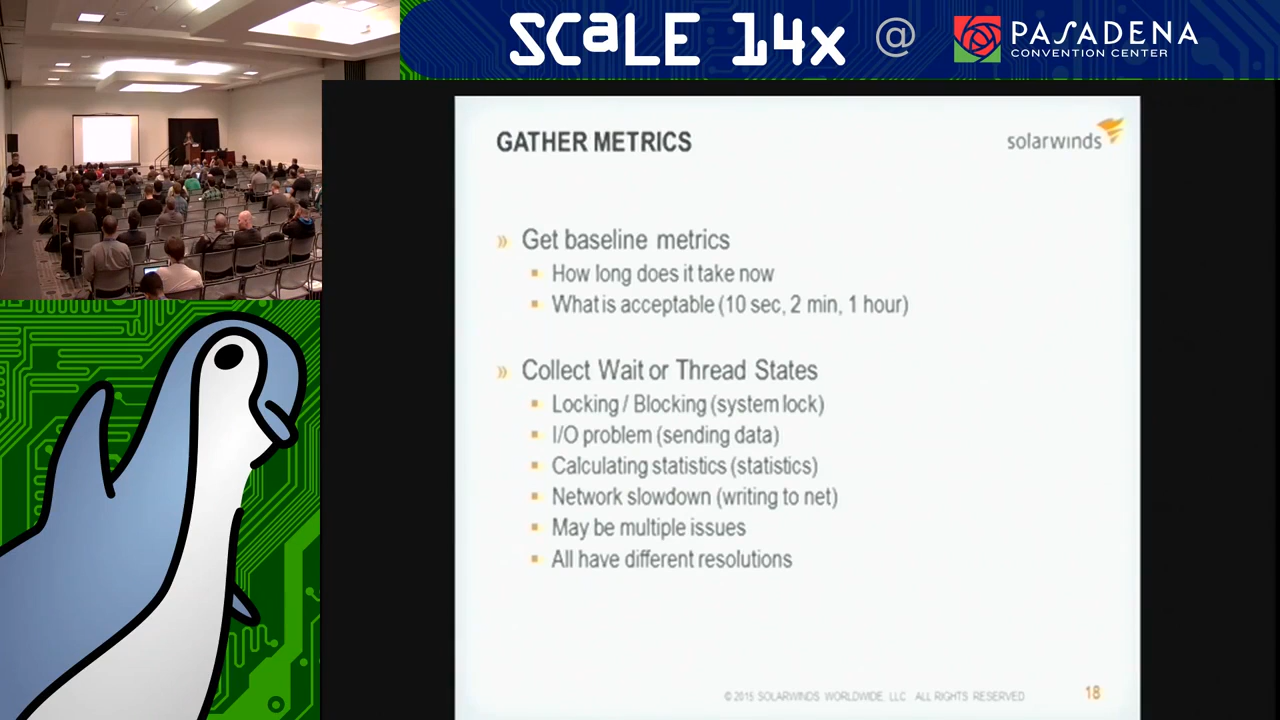 SCaLE 14x @ PASADENA
CONVENTION CENTER
GATHER METRICS
solarwinds
» Get baseline metrics
▪ How long does it take now
▪ What is acceptable (10 sec, 2 min, 1 hour)
» Collect Wait or Thread States
▪ Locking / Blocking (system lock)
▪ I/O problem (sending data)
▪ Calculating statistics (statistics)
▪ Network slowdown (writing to net)
▪ May be multiple issues
▪ All have different resolutions
© 2015 SOLARWINDS WORLDWIDE, LLC ALL RIGHTS RESERVED
18